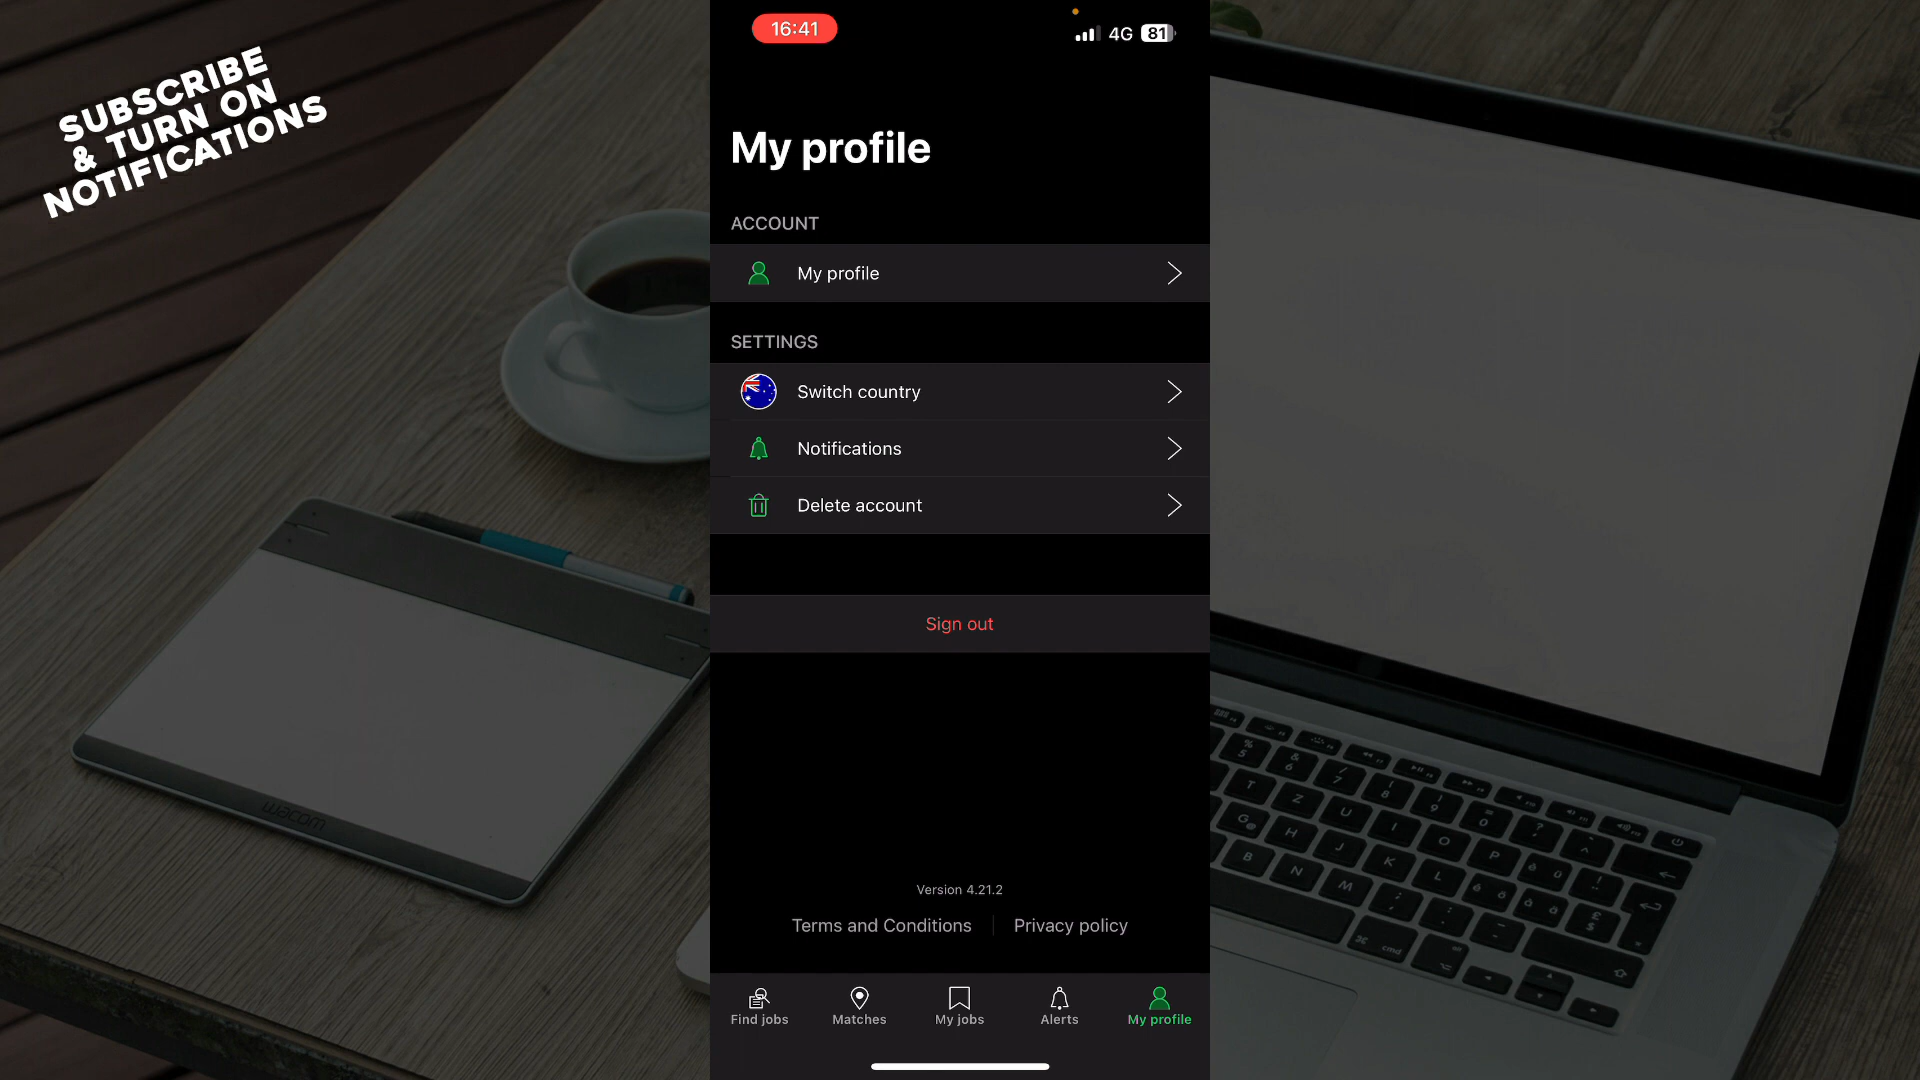 SUBSCRIBE
& TURN ON
NOTIFICATIONS
16:41
4G 81
My profile
ACCOUNT
My profile
SETTINGS
Switch country
Notifications
Delete account
Sign out
Version 4.21.2
Terms and Conditions
Privacy policy
Find jobs
Matches
My jobs
Alerts
My profile
wacom